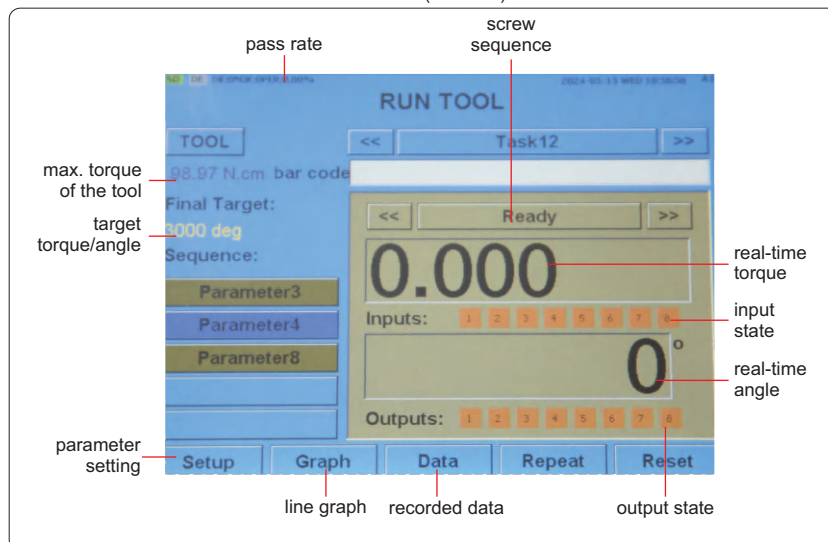 pass rate
screw
sequence
RUN TOOL
TOOL << Task12 >>
max. torque
of the tool
98.97 N.cm bar code
target
torque/angle
Final Target:
3000 deg
<< Ready >>
Sequence:
0.000
real-time
torque
Parameter3
Parameter4
Inputs: 1 2 3 4 5 6 7 8
input
state
Parameter8
0°
real-time
angle
Outputs: 1 2 3 4 5 6 7 8
parameter
setting
Setup Graph Data Repeat Reset
line graph
recorded data
output state